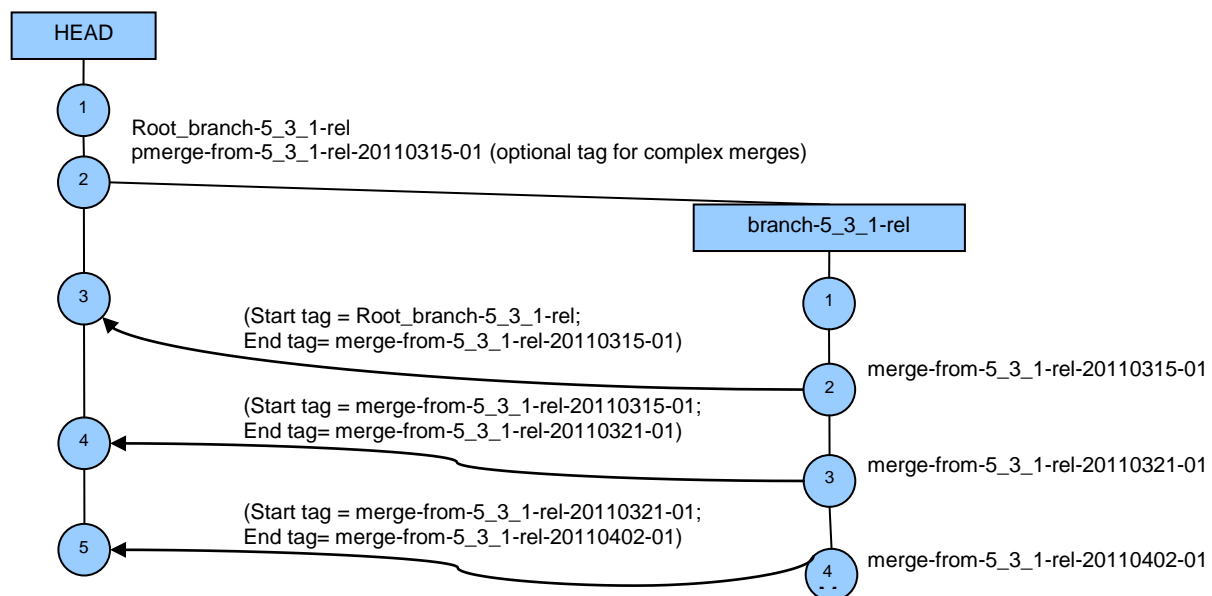 HEAD
1
Root_branch-5_3_1-rel
pmerge-from-5_3_1-rel-20110315-01 (optional tag for complex merges)
2
branch-5_3_1-rel
3
1
(Start tag = Root_branch-5_3_1-rel;
End tag= merge-from-5_3_1-rel-20110315-01)
merge-from-5_3_1-rel-20110315-01
2
(Start tag = merge-from-5_3_1-rel-20110315-01;
End tag= merge-from-5_3_1-rel-20110321-01)
4
merge-from-5_3_1-rel-20110321-01
3
(Start tag = merge-from-5_3_1-rel-20110321-01;
End tag= merge-from-5_3_1-rel-20110402-01)
5
merge-from-5_3_1-rel-20110402-01
4